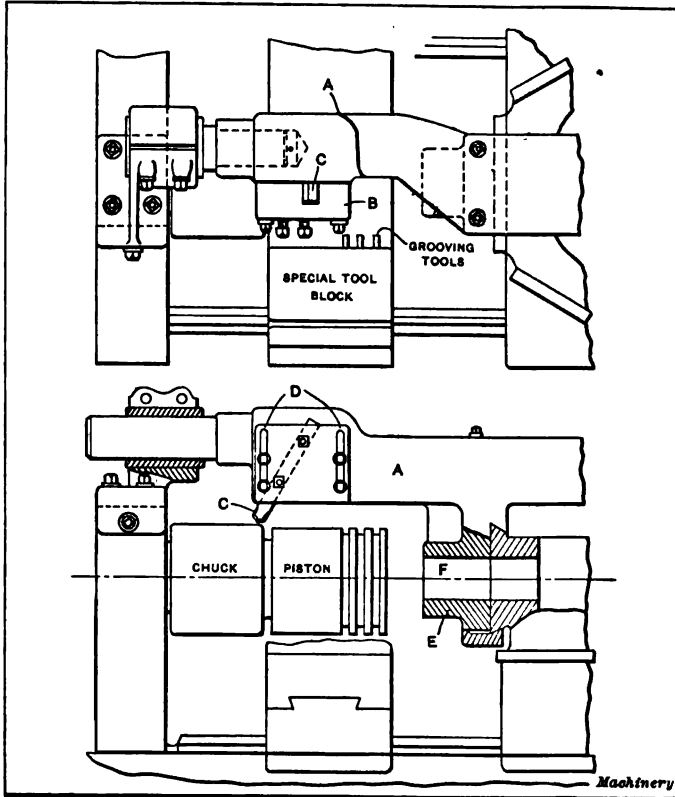 A
C
B
GROOVING
TOOLS
SPECIAL TOOL
BLOCK
D
A
C
CHUCK
PISTON
F
E
Machinery